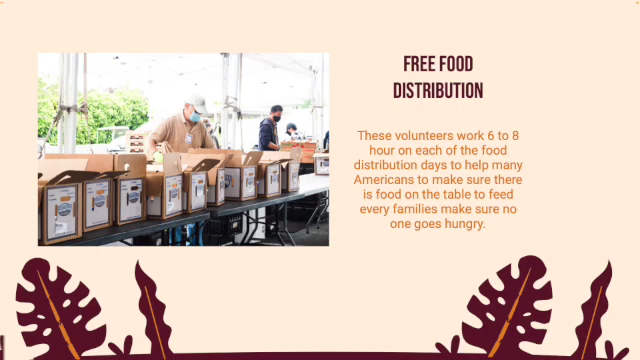 FREE FOOD
DISTRIBUTION
These volunteers work 6 to 8
hour on each of the food
distribution days to help many
Americans to make sure there
is food on the table to feed
every families make sure no
one goes hungry.